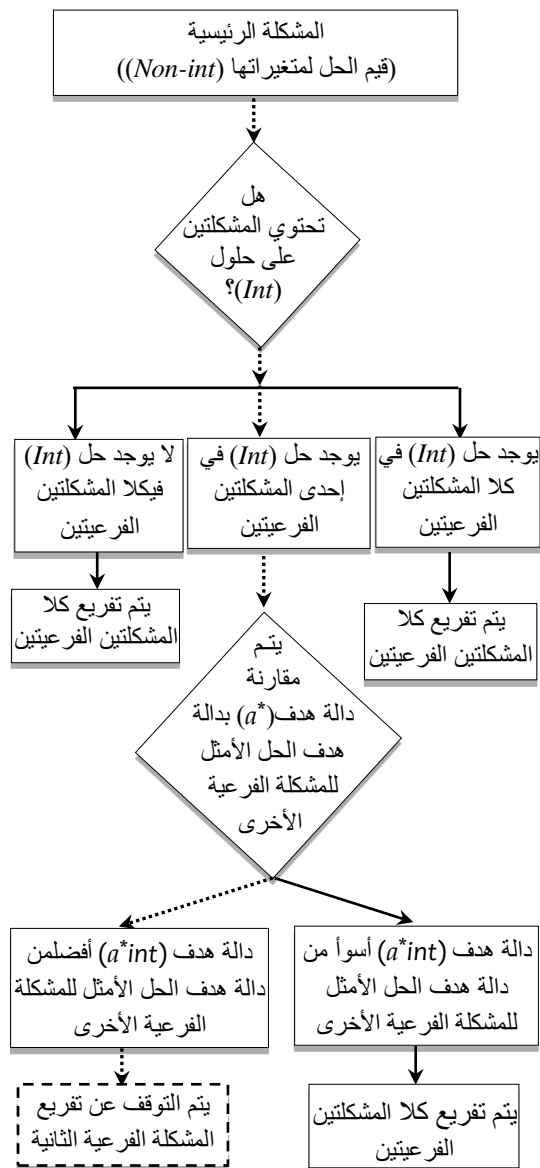 المشكلة الرئيسية
(قيم الحل لمتغيراتها (Non-int))
هل
تحتوي المشكلتين
على حلول
(Int)؟
يوجد حل (Int) في
كلا المشكلتين
الفرعيتين
يوجد حل (Int) في
إحدى المشكلتين
الفرعيتين
لا يوجد حل (Int)
فيكلا المشكلتين
الفرعيتين
يتم تفريع كلا
المشكلتين الفرعيتين
يتم تفريع كلا
المشكلتين الفرعيتين
يتم
مقارنة
دالة هدف(a*) بدالة
هدف الحل الأمثل
للمشكلة الفرعية
الأخرى
دالة هدف (a*int) أسوأ من
دالة هدف الحل الأمثل
للمشكلة الفرعية الأخرى
دالة هدف (a*int) أفضلمن
دالة هدف الحل الأمثل للمشكلة
الفرعية الأخرى
يتم تفريع كلا المشكلتين
الفرعيتين
يتم التوقف عن تفريع
المشكلة الفرعية الثانية